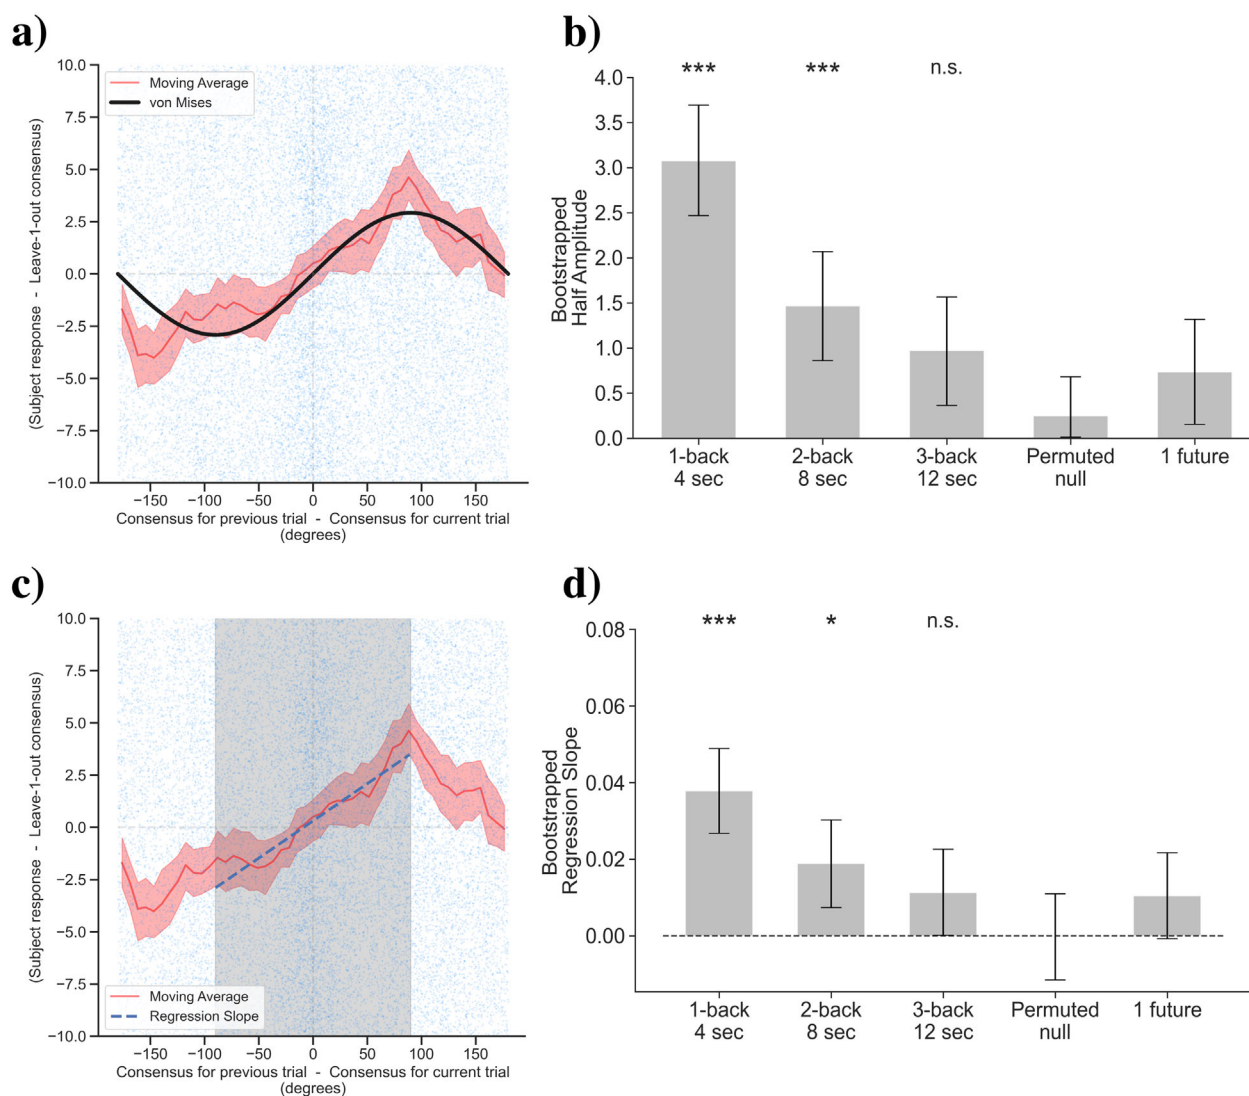 a)
(Subject response - Leave-1-out consensus)
10.0
7.5
5.0
2.5
0.0
−2.5
−5.0
−7.5
−10.0
Moving Average
von Mises
−150
−100
−50
0
50
100
150
Consensus for previous trial - Consensus for current trial
(degrees)
b)
Bootstrapped
Half Amplitude
4.0
3.5
3.0
2.5
2.0
1.5
1.0
0.5
0.0
***
***
n.s.
1-back
4 sec
2-back
8 sec
3-back
12 sec
Permuted
null
1 future
c)
(Subject response - Leave-1-out consensus)
10.0
7.5
5.0
2.5
0.0
−2.5
−5.0
−7.5
−10.0
Moving Average
Regression Slope
−150
−100
−50
0
50
100
150
Consensus for previous trial - Consensus for current trial
(degrees)
d)
Bootstrapped
Regression Slope
0.08
0.06
0.04
0.02
0.00
***
*
n.s.
1-back
4 sec
2-back
8 sec
3-back
12 sec
Permuted
null
1 future